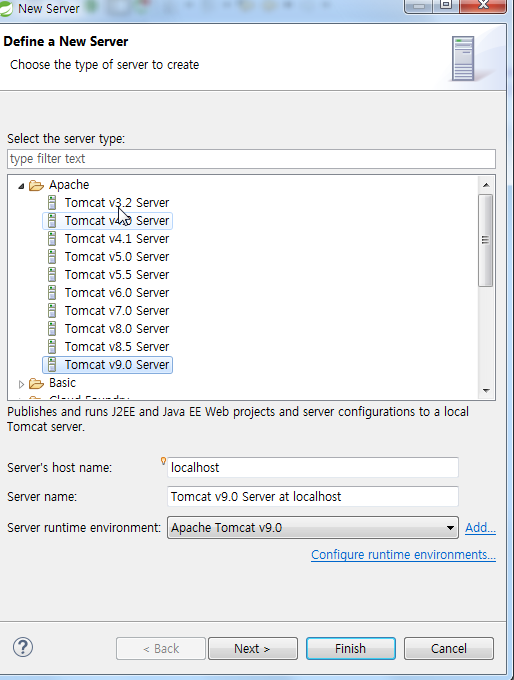 New Server
Define a New Server
Choose the type of server to create
Select the server type:
type filter text
Apache
Tomcat v3.2 Server
Tomcat v4.0 Server
Tomcat v4.1 Server
Tomcat v5.0 Server
Tomcat v5.5 Server
Tomcat v6.0 Server
Tomcat v7.0 Server
Tomcat v8.0 Server
Tomcat v8.5 Server
Tomcat v9.0 Server
Basic
Cloud Foundry
Publishes and runs J2EE and Java EE Web projects and server configurations to a local
Tomcat server.
Server's host name: localhost
Server name: Tomcat v9.0 Server at localhost
Server runtime environment: Apache Tomcat v9.0 Add...
Configure runtime environments...
< Back Next > Finish Cancel